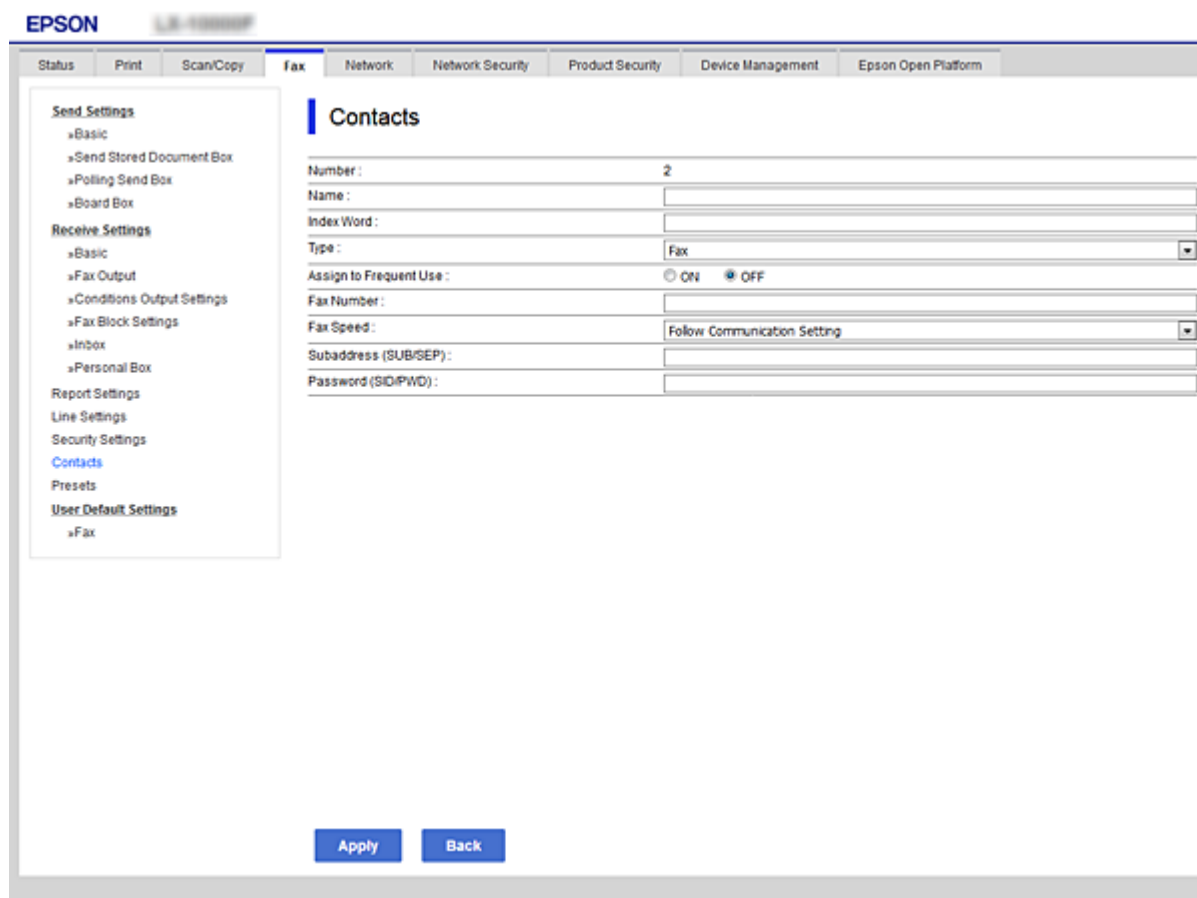 EPSON
Status Print Scan/Copy Fax Network Network Security Product Security Device Management Epson Open Platform
Send Settings
»Basic
»Send Stored Document Box
»Polling Send Box
»Board Box
Receive Settings
»Basic
»Fax Output
»Conditions Output Settings
»Fax Block Settings
»Inbox
»Personal Box
Report Settings
Line Settings
Security Settings
Contacts
Presets
User Default Settings
»Fax
Contacts
Number : 2
Name :
Index Word :
Type : Fax
Assign to Frequent Use : ON OFF
Fax Number :
Fax Speed : Follow Communication Setting
Subaddress (SUB/SEP) :
Password (SID/PWD) :
Apply Back